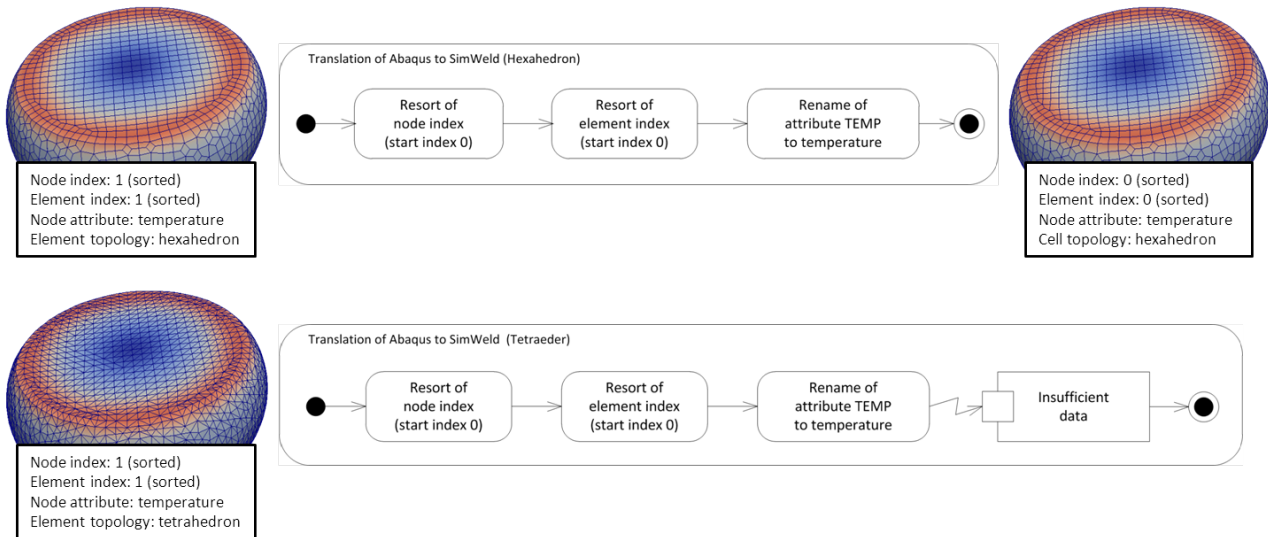 Translation of Abaqus to SimWeld (Hexahedron)
Resort of
node index
(start index 0)
Resort of
element index
(start index 0)
Rename of
attribute TEMP
to temperature
Node index: 1 (sorted)
Element index: 1 (sorted)
Node attribute: temperature
Element topology: hexahedron
Node index: 0 (sorted)
Element index: 0 (sorted)
Node attribute: temperature
Cell topology: hexahedron
Translation of Abaqus to SimWeld (Tetraeder)
Resort of
node index
(start index 0)
Resort of
element index
(start index 0)
Rename of
attribute TEMP
to temperature
Insufficient
data
Node index: 1 (sorted)
Element index: 1 (sorted)
Node attribute: temperature
Element topology: tetrahedron